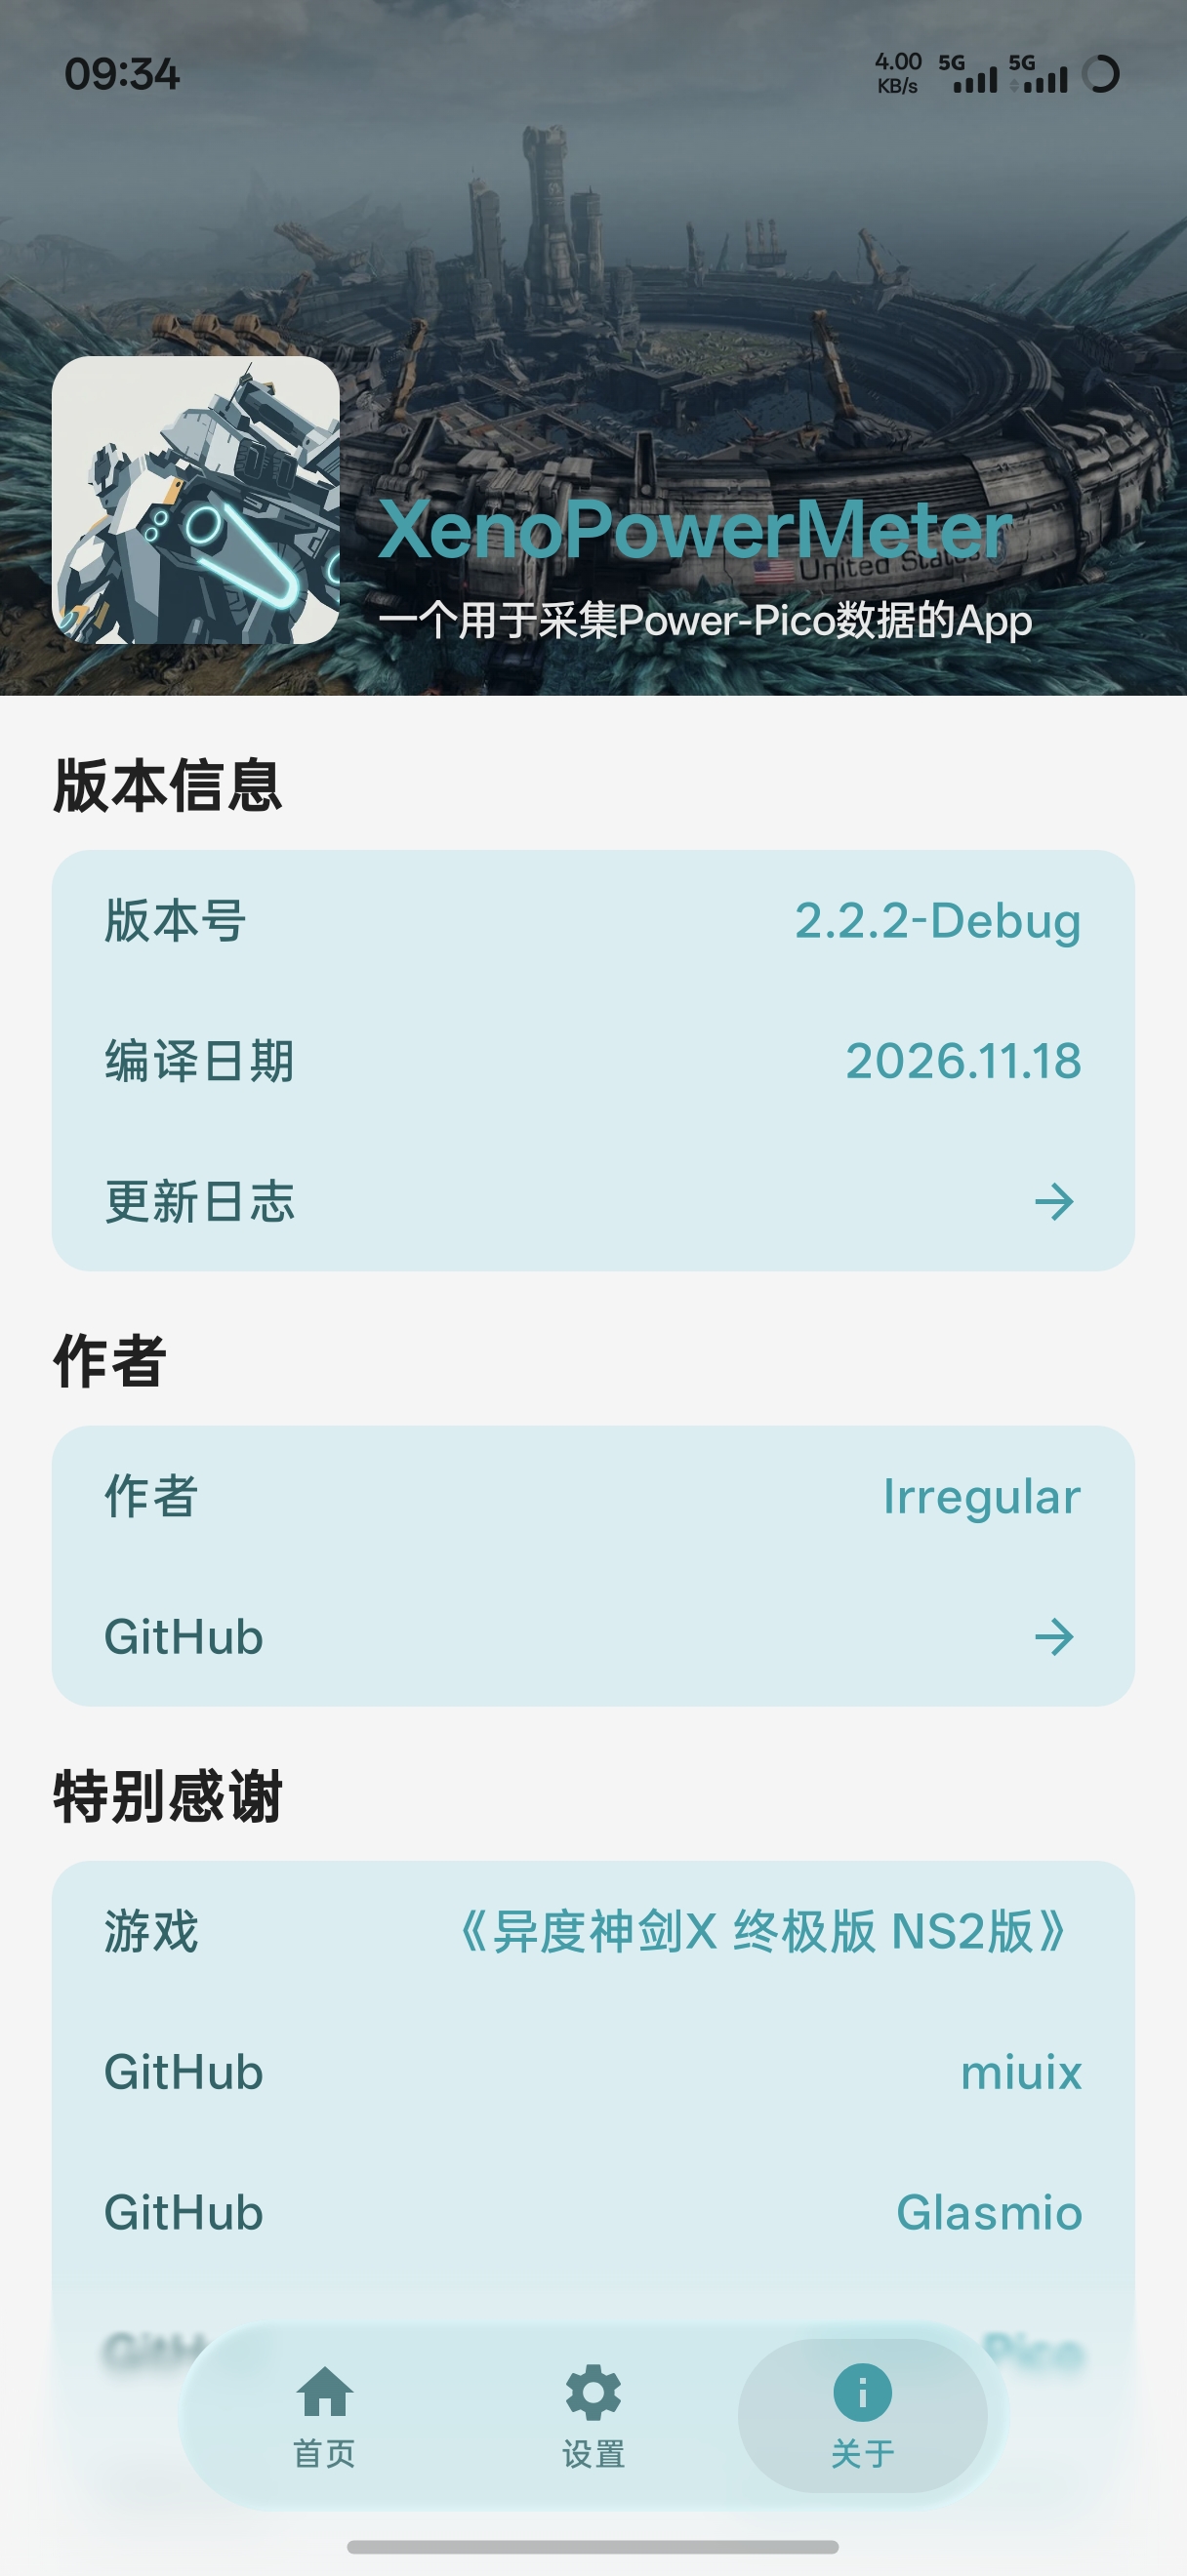 09:34
4.00 KB/s 5G 5G
XenoPowerMeter
United States
一个用于采集Power-Pico数据的App
版本信息
版本号 2.2.2-Debug
编译日期 2026.11.18
更新日志
作者
作者 Irregular
GitHub
特别感谢
游戏 《异度神剑X 终极版 NS2版》
GitHub miuix
GitHub Glasmio
Pico
首页 设置 关于